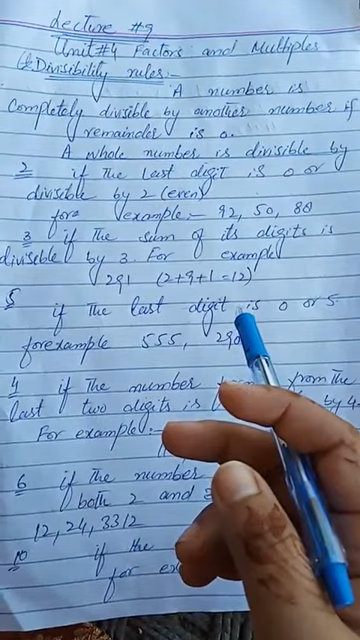 Lecture #9
Unit #4 Factors and Multiples
Divisibility rules:-
A number is
completely divisible by another number if
remainder is 0.
A whole number is divisible by
2 if the last digit is 0 or
divisible by 2 (even)
for example:- 92, 50, 88
3 if the sum of its digits is
divisible by 3. For example
291 (2+9+1=12)
5
if the last digit is 0 or 5
for example 555, 290
4 if the number from the
last two digits is by 4.
For example:-
6 if the number
both 2 and 3
12, 24, 3312
10 if the
for